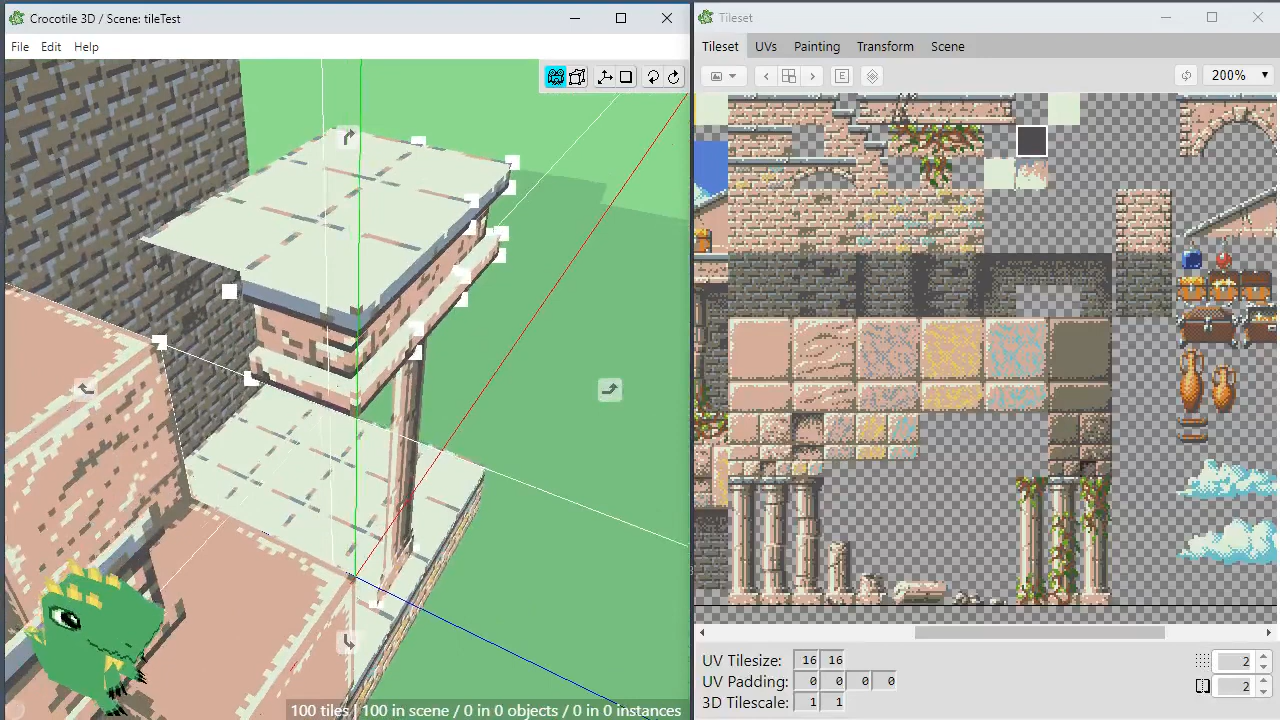 Crocotile 3D / Scene: tileTest
File Edit Help
100 tiles | 100 in scene / 0 in 0 objects / 0 in 0 instances
Tileset
Tileset UVs Painting Transform Scene
E
200%
UV Tilesize: 16 16
UV Padding: 0 0 0 0
3D Tilescale: 1 1
2
2